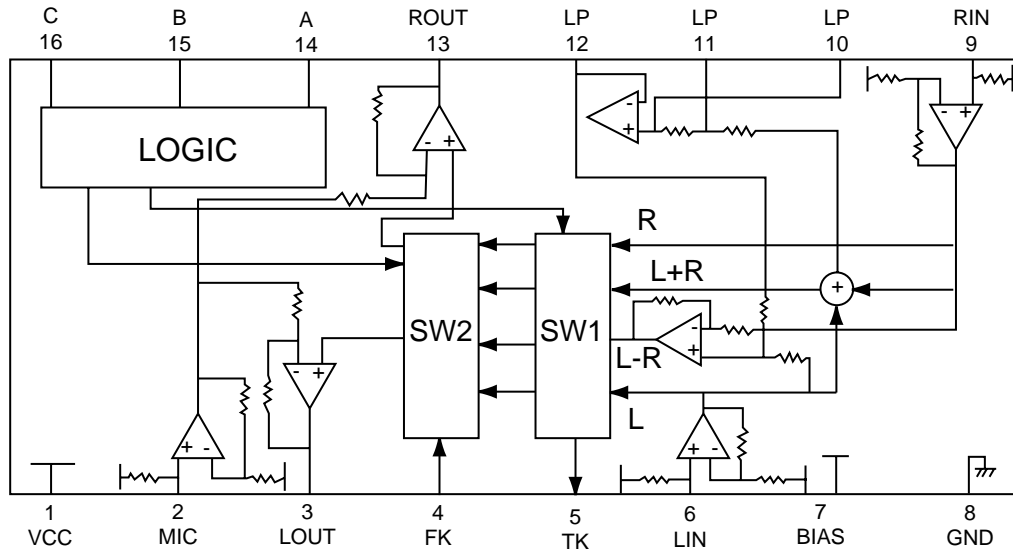 C B A ROUT LP LP LP RIN
16 15 14 13 12 11 10 9
LOGIC
- +
-
+
- +
R
L+R
+
SW2 SW1
-
+
L-R
L
- +
+ -
+ -
1 2 3 4 5 6 7 8
VCC MIC LOUT FK TK LIN BIAS GND